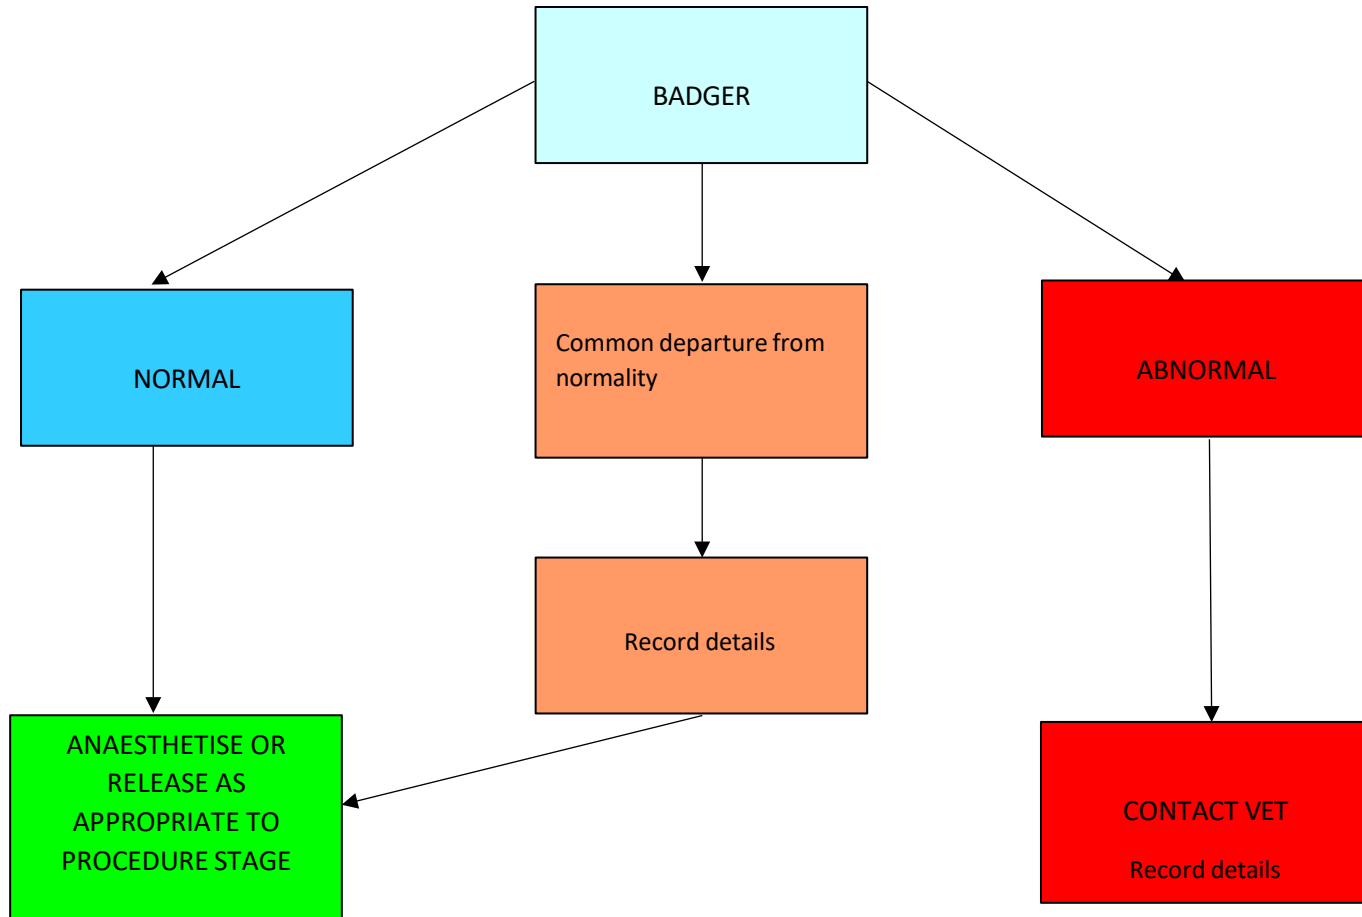 BADGER
NORMAL
Common departure from
normality
ABNORMAL
Record details
ANAESTHETISE OR
RELEASE AS
APPROPRIATE TO
PROCEDURE STAGE
CONTACT VET
Record details